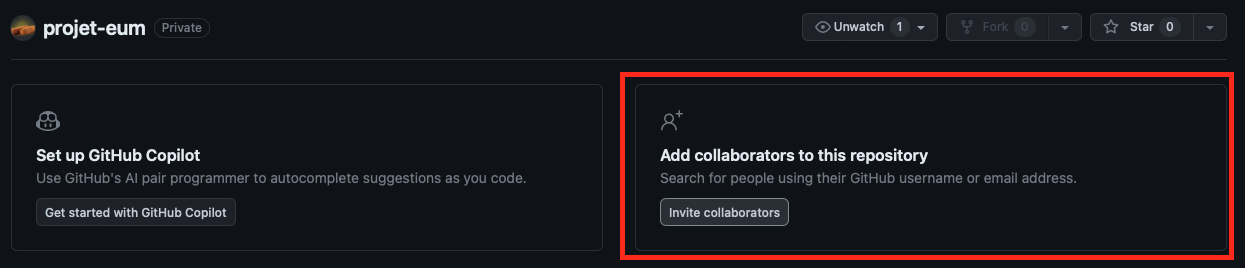 projet-eum Private Unwatch 1 Fork 0 Star 0
Set up GitHub Copilot
Use GitHub's AI pair programmer to autocomplete suggestions as you code.
Get started with GitHub Copilot
Add collaborators to this repository
Search for people using their GitHub username or email address.
Invite collaborators